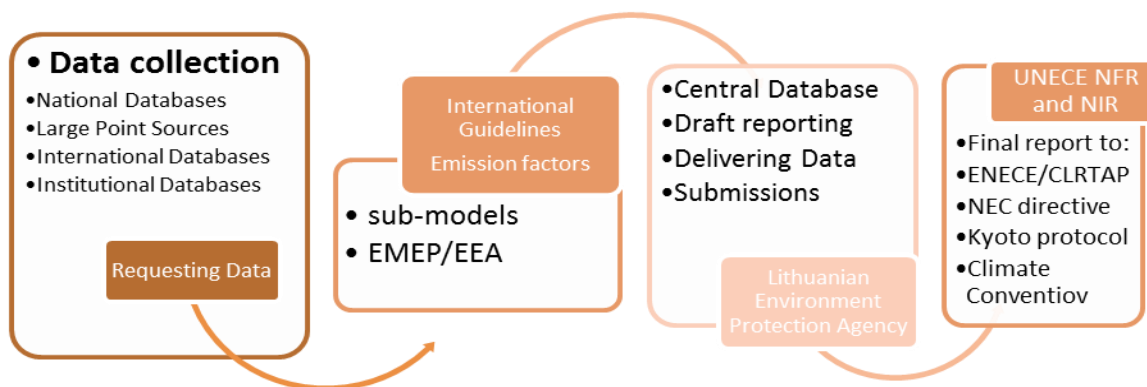 • Data collection
•National Databases
•Large Point Sources
•International Databases
•Institutional Databases
Requesting Data
International
Guidelines
Emission factors
• sub-models
• EMEP/EEA
•Central Database
•Draft reporting
•Delivering Data
•Submissions
Lithuanian
Environment
Protection Agency
UNECE NFR
and NIR
•Final report to:
•ENECE/CLRTAP
•NEC directive
•Kyoto protocol
•Climate
Conventiov